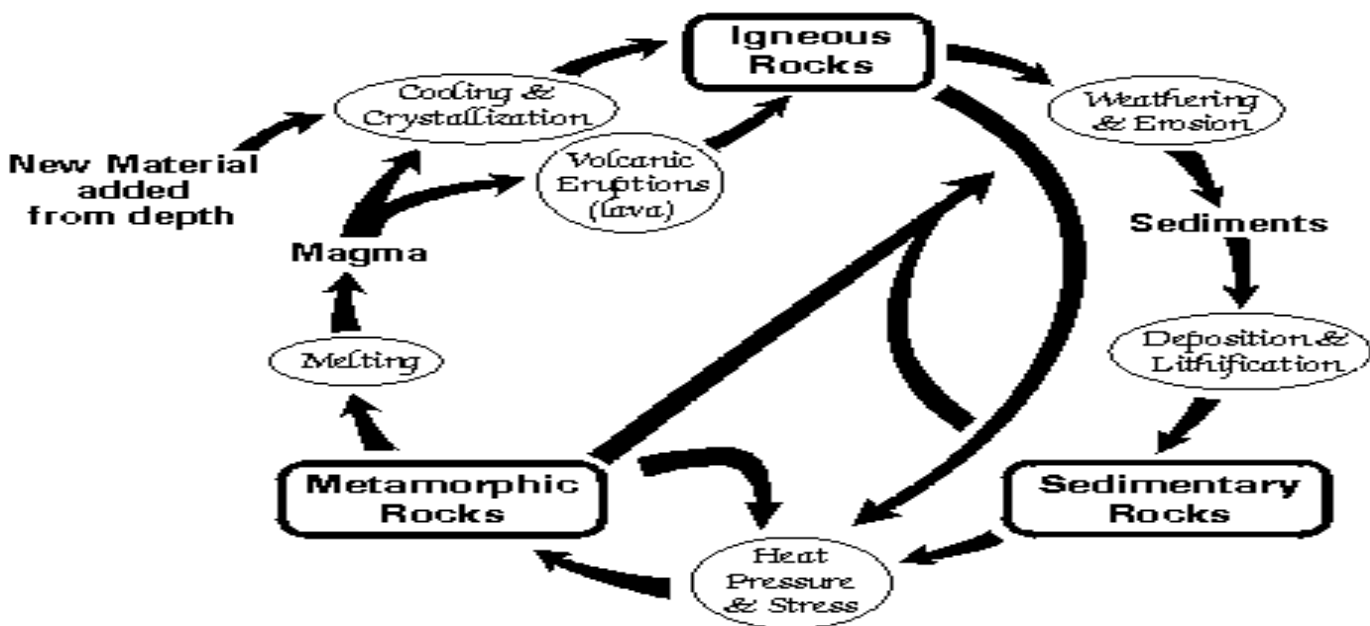 Igneous
Rocks
Cooling &
Crystallization
Weathering
& Erosion
New Material
added
from depth
Volcanic
Eruptions
(lava)
Sediments
Magma
Melting
Deposition &
Lithification
Metamorphic
Rocks
Sedimentary
Rocks
Heat
Pressure
& Stress